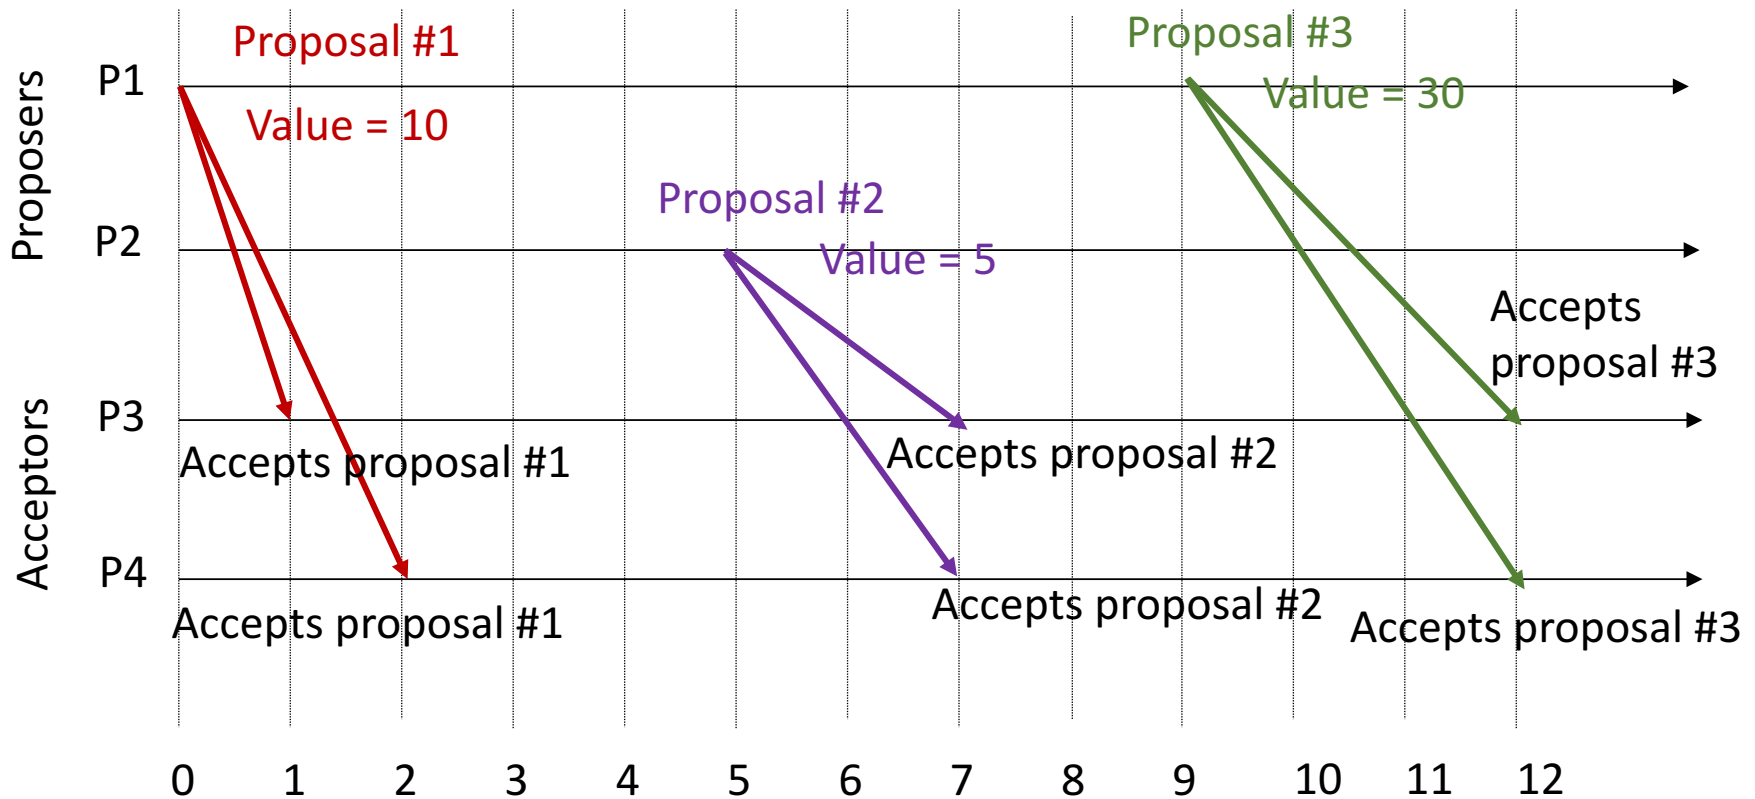 Proposers
Acceptors
Proposal #1
Value = 10
Proposal #2
Value = 5
Proposal #3
Value = 30
P1
P2
P3
P4
Accepts
proposal #3
Accepts proposal #1
Accepts proposal #2
Accepts proposal #1
Accepts proposal #2
Accepts proposal #3
0 1 2 3 4 5 6 7 8 9 10 11 12